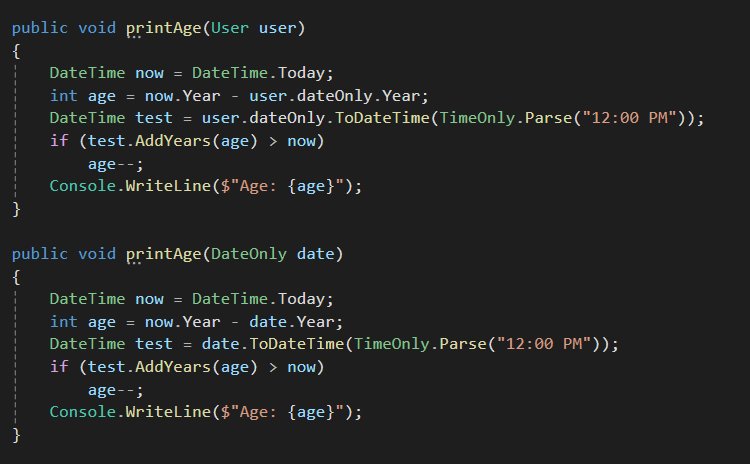 public void printAge(User user)
{
    DateTime now = DateTime.Today;
    int age = now.Year - user.dateOnly.Year;
    DateTime test = user.dateOnly.ToDateTime(TimeOnly.Parse("12:00 PM"));
    if (test.AddYears(age) > now)
        age--;
    Console.WriteLine($"Age: {age}");
}

public void printAge(DateOnly date)
{
    DateTime now = DateTime.Today;
    int age = now.Year - date.Year;
    DateTime test = date.ToDateTime(TimeOnly.Parse("12:00 PM"));
    if (test.AddYears(age) > now)
        age--;
    Console.WriteLine($"Age: {age}");
}